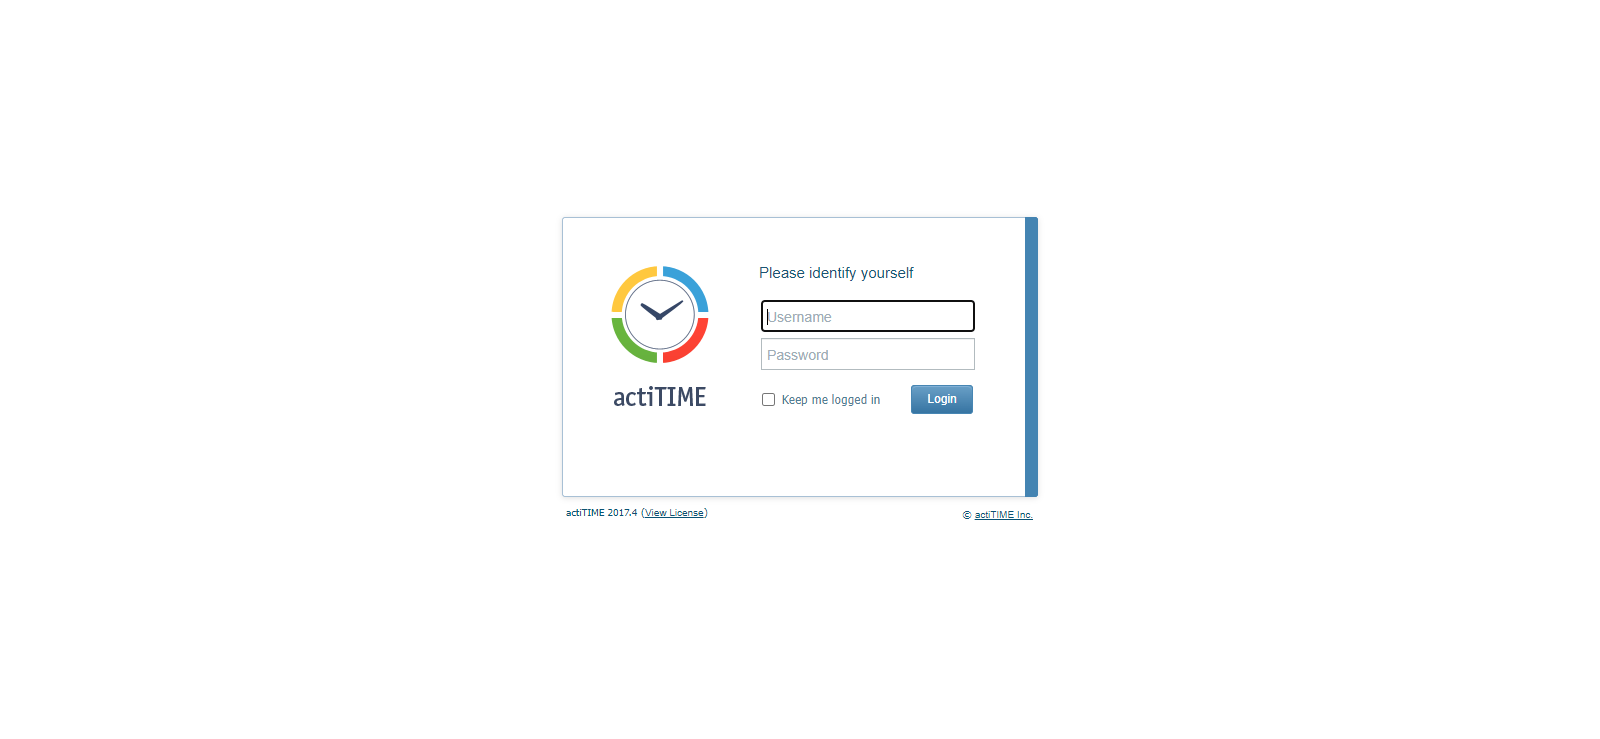 Please identify yourself
Username
Password
actiTIME
Keep me logged in
Login
actiTIME 2017.4 (View License)
© actiTIME Inc.